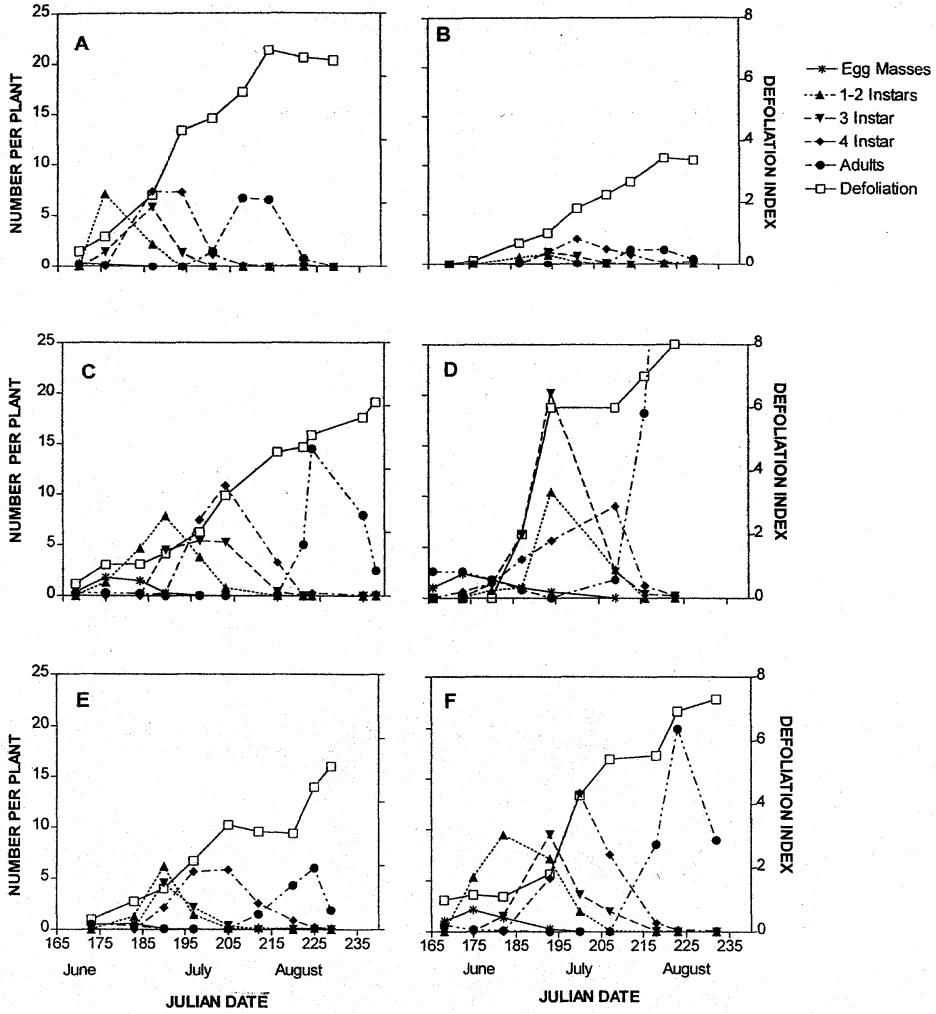 A
25
20
15
10
5
0
NUMBER PER PLANT
B
8
6
4
2
0
DEFOLIATION INDEX
Egg Masses
1-2 Instars
3 Instar
4 Instar
Adults
Defoliation
C
25
20
15
10
5
0
NUMBER PER PLANT
D
8
6
4
2
0
DEFOLIATION INDEX
E
25
20
15
10
5
0
NUMBER PER PLANT
165 175 185 195 205 215 225 235
June July August
JULIAN DATE
F
8
6
4
2
0
DEFOLIATION INDEX
165 175 185 195 205 215 225 235
June July August
JULIAN DATE